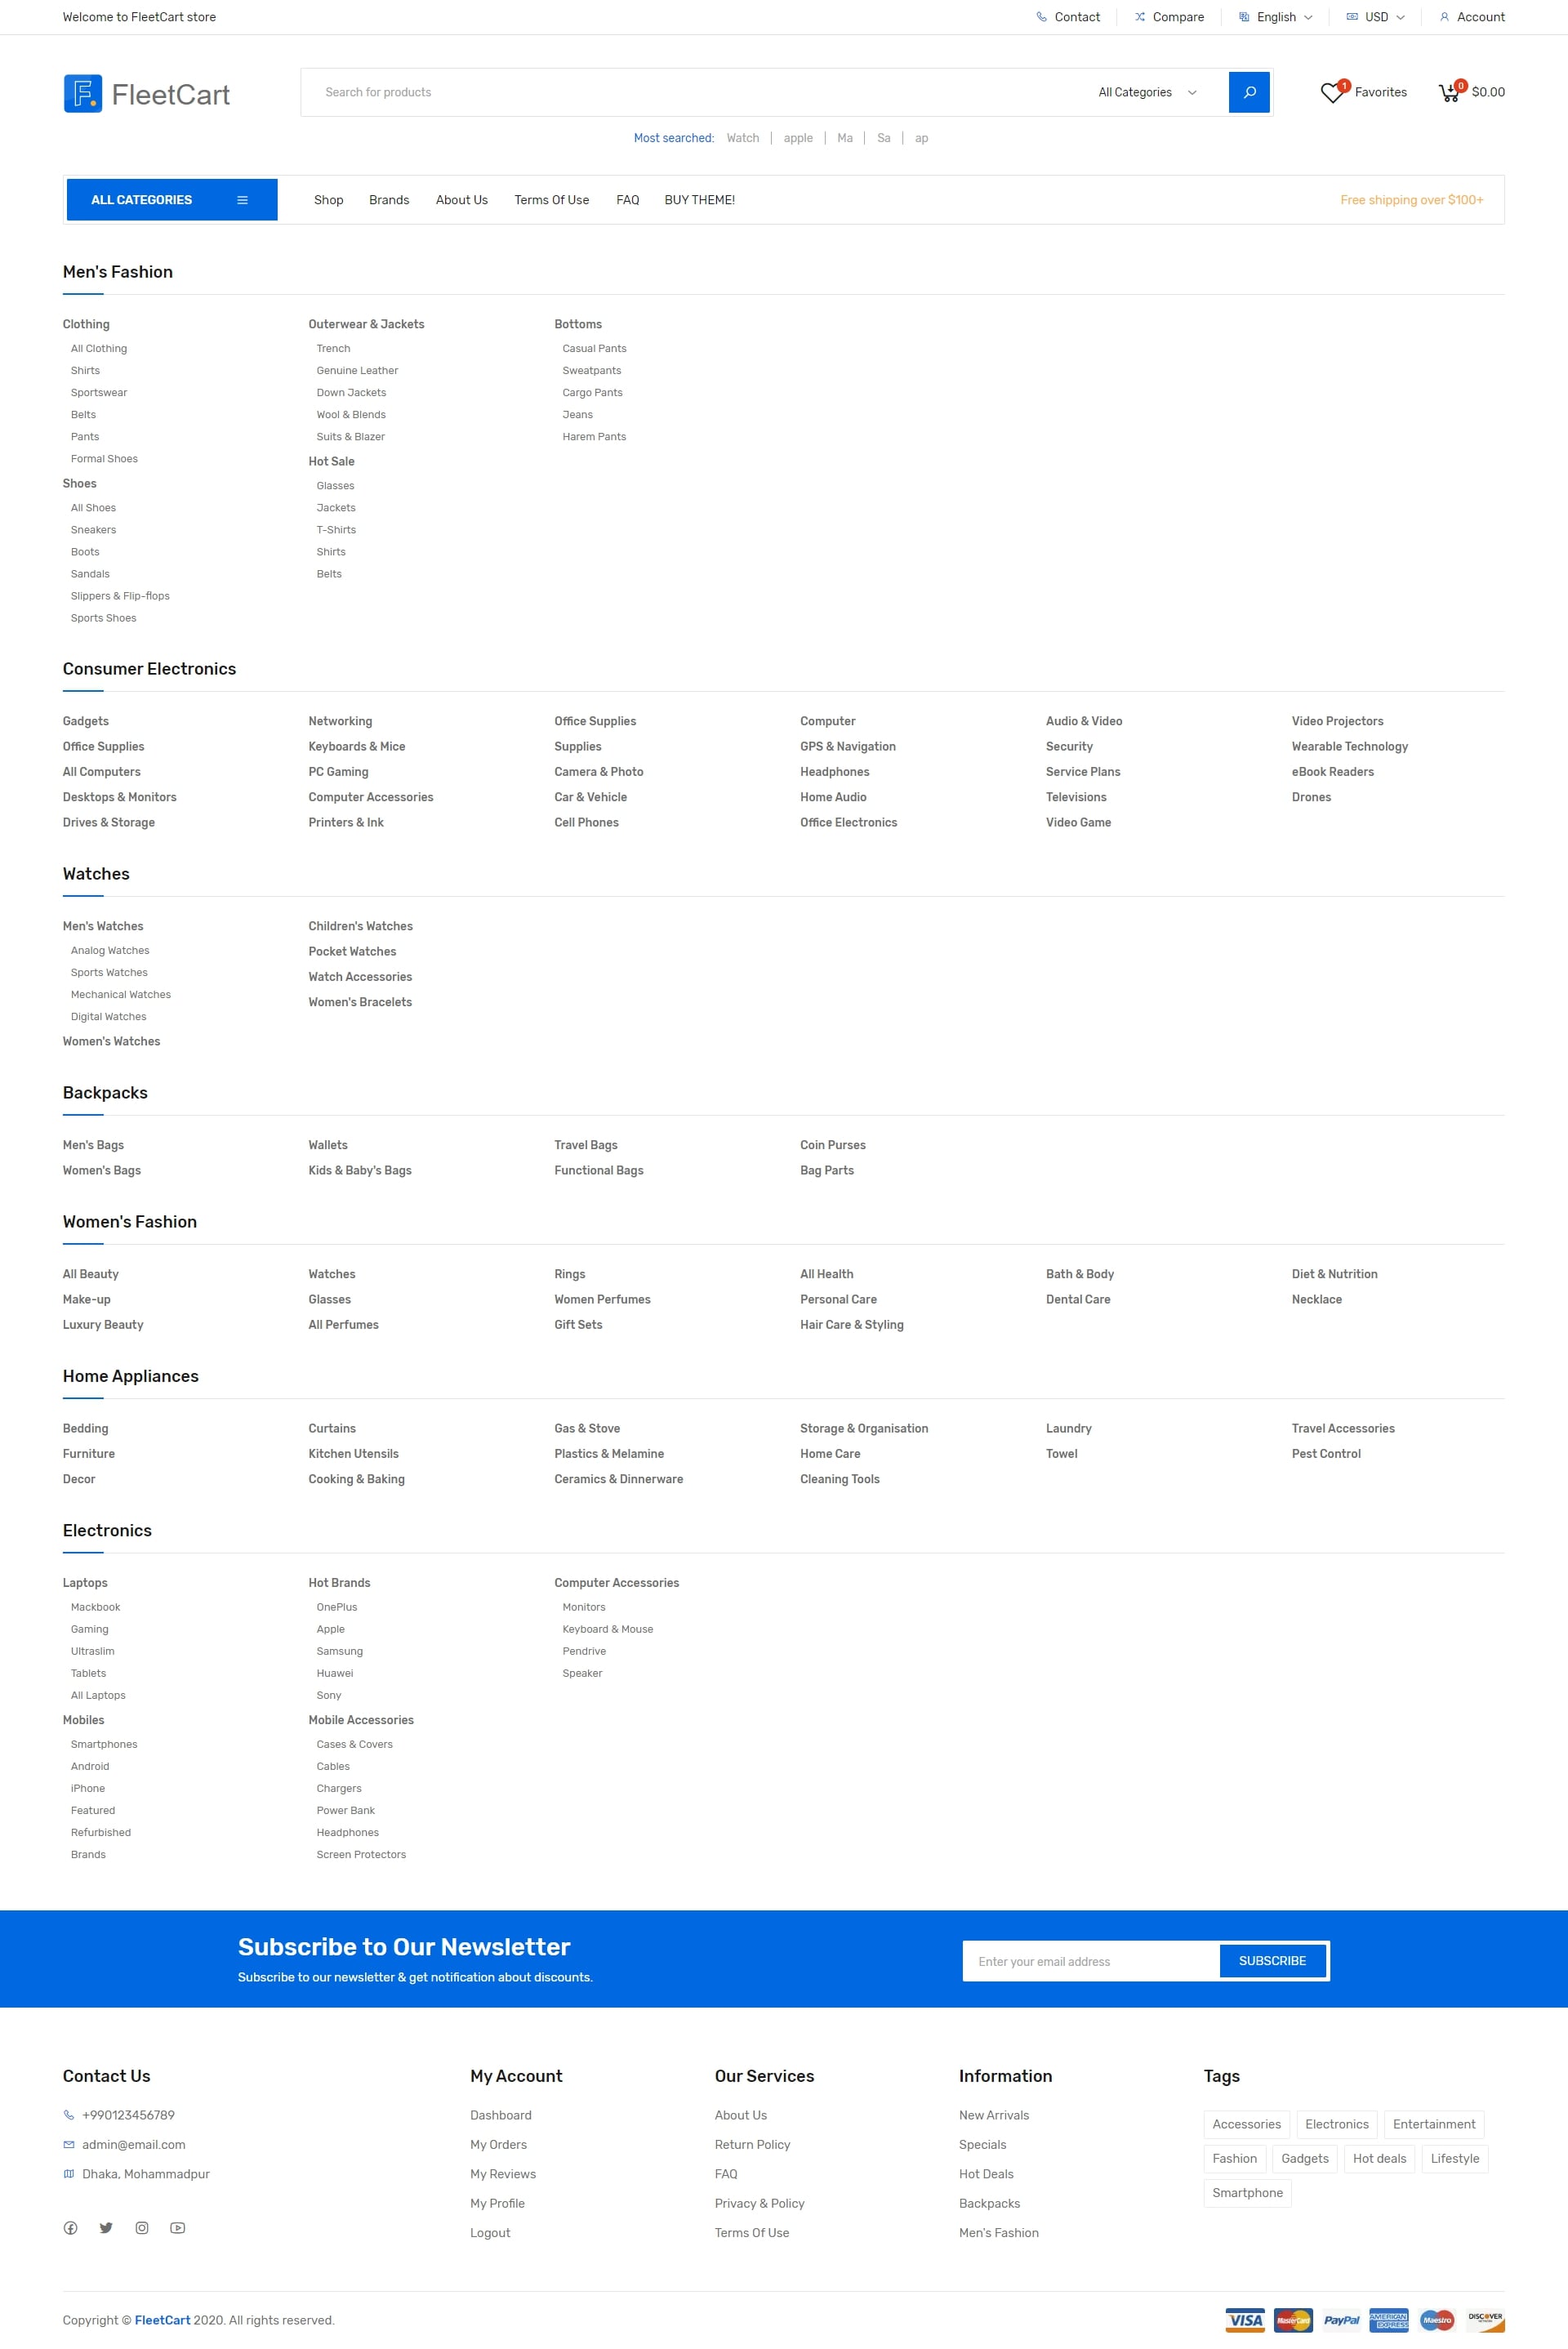 Welcome to FleetCart store
Contact
Compare
English
USD
Account
F.
FleetCart
Search for products
All Categories
1
Favorites
0
$0.00
Most searched:
Watch
apple
Ma
Sa
ap
ALL CATEGORIES
Shop
Brands
About Us
Terms Of Use
FAQ
BUY THEME!
Free shipping over $100+
Men's Fashion
Clothing
All Clothing
Shirts
Sportswear
Belts
Pants
Formal Shoes
Shoes
All Shoes
Sneakers
Boots
Sandals
Slippers & Flip-flops
Sports Shoes
Outerwear & Jackets
Trench
Genuine Leather
Down Jackets
Wool & Blends
Suits & Blazer
Hot Sale
Glasses
Jackets
T-Shirts
Shirts
Belts
Bottoms
Casual Pants
Sweatpants
Cargo Pants
Jeans
Harem Pants
Consumer Electronics
Gadgets
Office Supplies
All Computers
Desktops & Monitors
Drives & Storage
Networking
Keyboards & Mice
PC Gaming
Computer Accessories
Printers & Ink
Office Supplies
Supplies
Camera & Photo
Car & Vehicle
Cell Phones
Computer
GPS & Navigation
Headphones
Home Audio
Office Electronics
Audio & Video
Security
Service Plans
Televisions
Video Game
Video Projectors
Wearable Technology
eBook Readers
Drones
Watches
Men's Watches
Analog Watches
Sports Watches
Mechanical Watches
Digital Watches
Women's Watches
Children's Watches
Pocket Watches
Watch Accessories
Women's Bracelets
Backpacks
Men's Bags
Women's Bags
Wallets
Kids & Baby's Bags
Travel Bags
Functional Bags
Coin Purses
Bag Parts
Women's Fashion
All Beauty
Make-up
Luxury Beauty
Watches
Glasses
All Perfumes
Rings
Women Perfumes
Gift Sets
All Health
Personal Care
Hair Care & Styling
Bath & Body
Dental Care
Diet & Nutrition
Necklace
Home Appliances
Bedding
Furniture
Decor
Curtains
Kitchen Utensils
Cooking & Baking
Gas & Stove
Plastics & Melamine
Ceramics & Dinnerware
Storage & Organisation
Home Care
Cleaning Tools
Laundry
Towel
Travel Accessories
Pest Control
Electronics
Laptops
Mackbook
Gaming
Ultraslim
Tablets
All Laptops
Mobiles
Smartphones
Android
iPhone
Featured
Refurbished
Brands
Hot Brands
OnePlus
Apple
Samsung
Huawei
Sony
Mobile Accessories
Cases & Covers
Cables
Chargers
Power Bank
Headphones
Screen Protectors
Computer Accessories
Monitors
Keyboard & Mouse
Pendrive
Speaker
Subscribe to Our Newsletter
Subscribe to our newsletter & get notification about discounts.
Enter your email address
SUBSCRIBE
Contact Us
+990123456789
admin@email.com
Dhaka, Mohammadpur
My Account
Dashboard
My Orders
My Reviews
My Profile
Logout
Our Services
About Us
Return Policy
FAQ
Privacy & Policy
Terms Of Use
Information
New Arrivals
Specials
Hot Deals
Backpacks
Men's Fashion
Tags
Accessories
Electronics
Entertainment
Fashion
Gadgets
Hot deals
Lifestyle
Smartphone
Copyright © FleetCart 2020. All rights reserved.
VISA
MasterCard
PayPal
AMERICAN EXPRESS
Maestro
DISCOVER